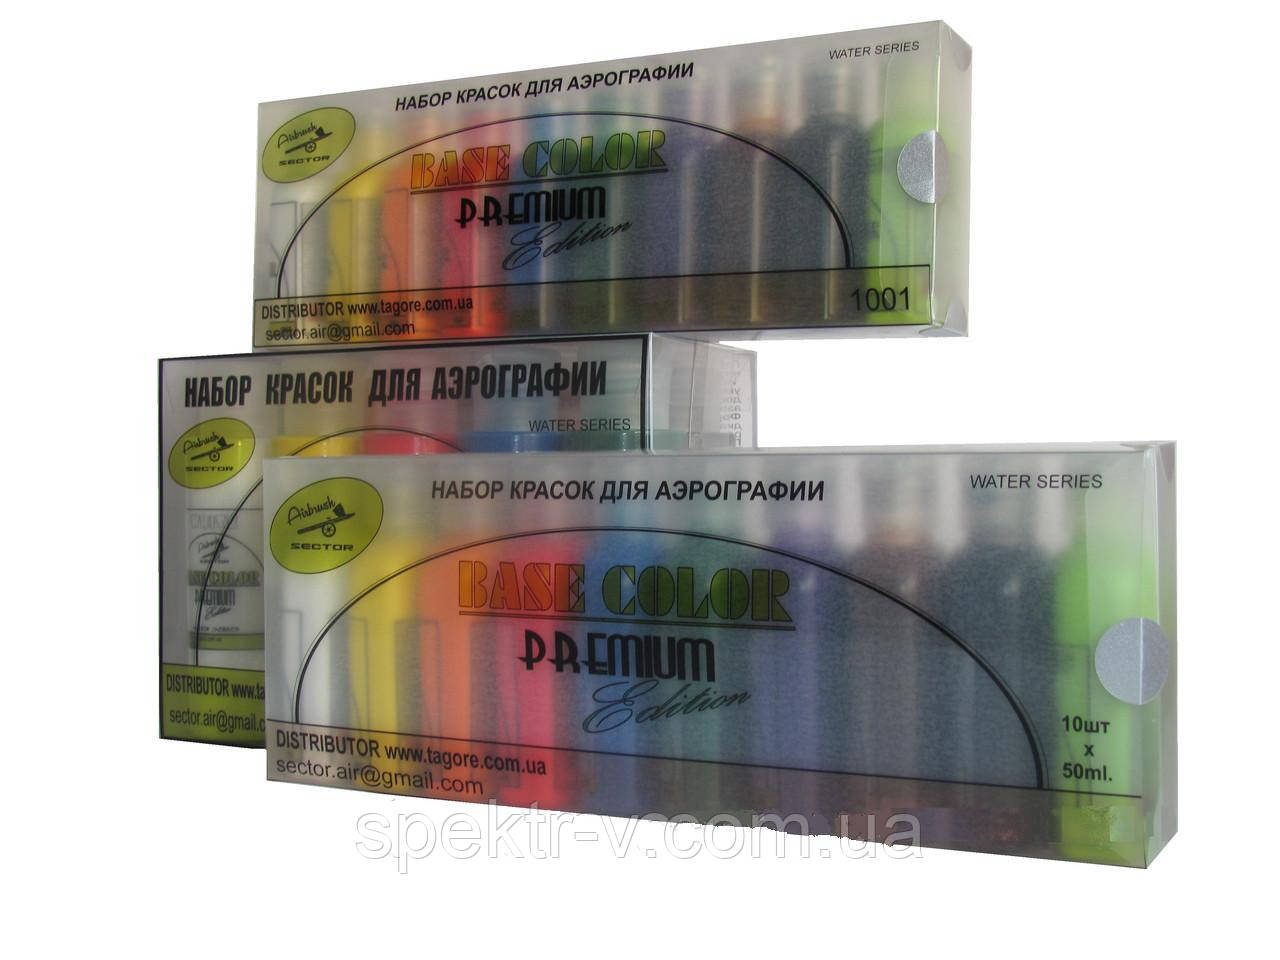 WATER SERIES
НАБОР КРАСОК ДЛЯ АЭРОГРАФИИ
Airbrush
SECTOR
BASE COLOR
PREMIUM
Edition
DISTRIBUTOR www.tagore.com.ua
1001
sector.air@gmail.com
НАБОР КРАСОК ДЛЯ АЭРОГРАФИИ
WATER SERIES
Airbrush
SECTOR
COLOR
PREMIUM
Edition
DISTRIBUTOR www.ta
sector.air@gmail.c
НАБОР КРАСОК ДЛЯ АЭРОГРАФИИ
WATER SERIES
Airbrush
SECTOR
BASE COLOR
PREMIUM
Edition
10шт
x
50ml.
DISTRIBUTOR www.tagore.com.ua
sector.air@gmail.com
spektr-v.com.ua